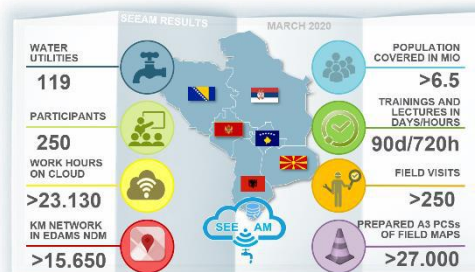 SEEAM RESULTS
MARCH 2020
WATER
UTILITIES
119
PARTICIPANTS
250
WORK HOURS
ON CLOUD
>23.130
KM NETWORK
IN EDAMS NDM
>15.650
POPULATION
COVERED IN MIO
>6.5
TRAININGS AND
LECTURES IN
DAYS/HOURS
90d/720h
FIELD VISITS
>250
PREPARED A3 PCSs
OF FIELD MAPS
>27.000
SEE AM